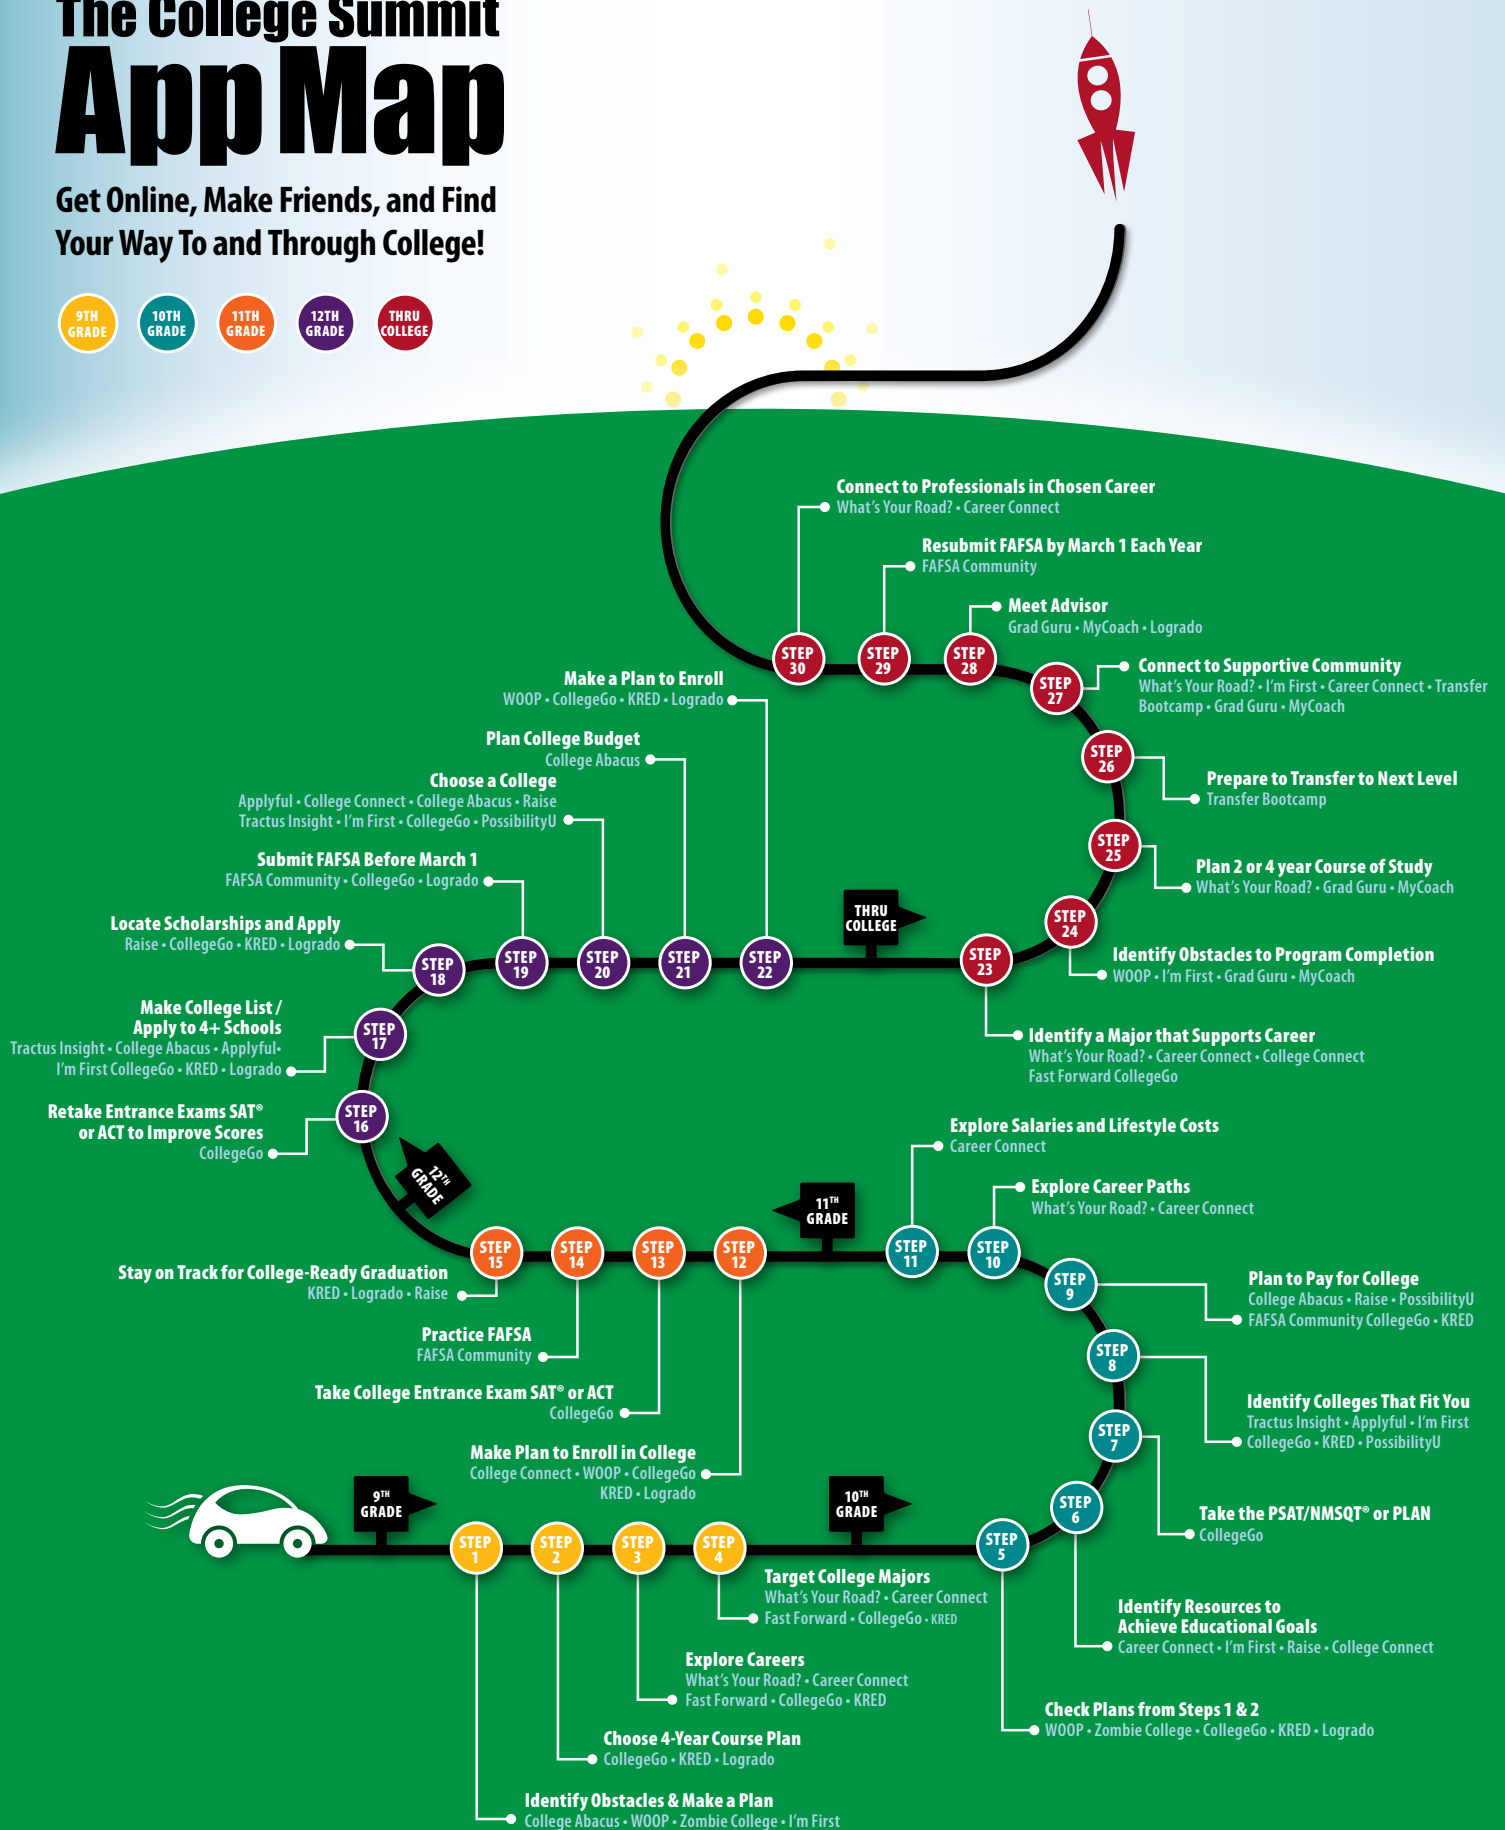 The College Summit
App Map
Get Online, Make Friends, and Find
Your Way To and Through College!
9TH
GRADE
10TH
GRADE
11TH
GRADE
12TH
GRADE
THRU
COLLEGE
Connect to Professionals in Chosen Career
What's Your Road? • Career Connect
Resubmit FAFSA by March 1 Each Year
FAFSA Community
Meet Advisor
Grad Guru • MyCoach • Logrado
STEP
30
STEP
29
STEP
28
STEP
27
Connect to Supportive Community
What's Your Road? • I'm First • Career Connect • Transfer
Bootcamp • Grad Guru • MyCoach
Make a Plan to Enroll
WOOP • CollegeGo • KRED • Logrado
Plan College Budget
College Abacus
STEP
26
Prepare to Transfer to Next Level
Transfer Bootcamp
Choose a College
Applyful • College Connect • College Abacus • Raise
Tractus Insight • I'm First • CollegeGo • PossibilityU
STEP
25
Plan 2 or 4 year Course of Study
What's Your Road? • Grad Guru • MyCoach
Submit FAFSA Before March 1
FAFSA Community • CollegeGo • Logrado
THRU
COLLEGE
STEP
24
Identify Obstacles to Program Completion
WOOP • I'm First • Grad Guru • MyCoach
Locate Scholarships and Apply
Raise • CollegeGo • KRED • Logrado
STEP
18
STEP
19
STEP
20
STEP
21
STEP
22
STEP
23
Identify a Major that Supports Career
What's Your Road? • Career Connect • College Connect
Fast Forward CollegeGo
Make College List /
Apply to 4+ Schools
Tractus Insight • College Abacus • Applyful•
I'm First CollegeGo • KRED • Logrado
STEP
17
Retake Entrance Exams SAT®
or ACT to Improve Scores
CollegeGo
STEP
16
12TH
GRADE
Explore Salaries and Lifestyle Costs
Career Connect
Explore Career Paths
What's Your Road? • Career Connect
11TH
GRADE
STEP
15
STEP
14
STEP
13
STEP
12
STEP
11
STEP
10
STEP
9
Plan to Pay for College
College Abacus • Raise • PossibilityU
FAFSA Community CollegeGo • KRED
Stay on Track for College-Ready Graduation
KRED • Logrado • Raise
Practice FAFSA
FAFSA Community
STEP
8
Identify Colleges That Fit You
Tractus Insight • Applyful • I'm First
CollegeGo • KRED • PossibilityU
Take College Entrance Exam SAT® or ACT
CollegeGo
STEP
7
Take the PSAT/NMSQT® or PLAN
CollegeGo
Make Plan to Enroll in College
College Connect • WOOP • CollegeGo
KRED • Logrado
9TH
GRADE
10TH
GRADE
STEP
6
Identify Resources to
Achieve Educational Goals
Career Connect • I'm First • Raise • College Connect
STEP
1
STEP
2
STEP
3
STEP
4
STEP
5
Target College Majors
What's Your Road? • Career Connect
Fast Forward • CollegeGo • KRED
Explore Careers
What's Your Road? • Career Connect
Fast Forward • CollegeGo • KRED
Check Plans from Steps 1 & 2
WOOP • Zombie College • CollegeGo • KRED • Logrado
Choose 4-Year Course Plan
CollegeGo • KRED • Logrado
Identify Obstacles & Make a Plan
College Abacus • WOOP • Zombie College • I'm First